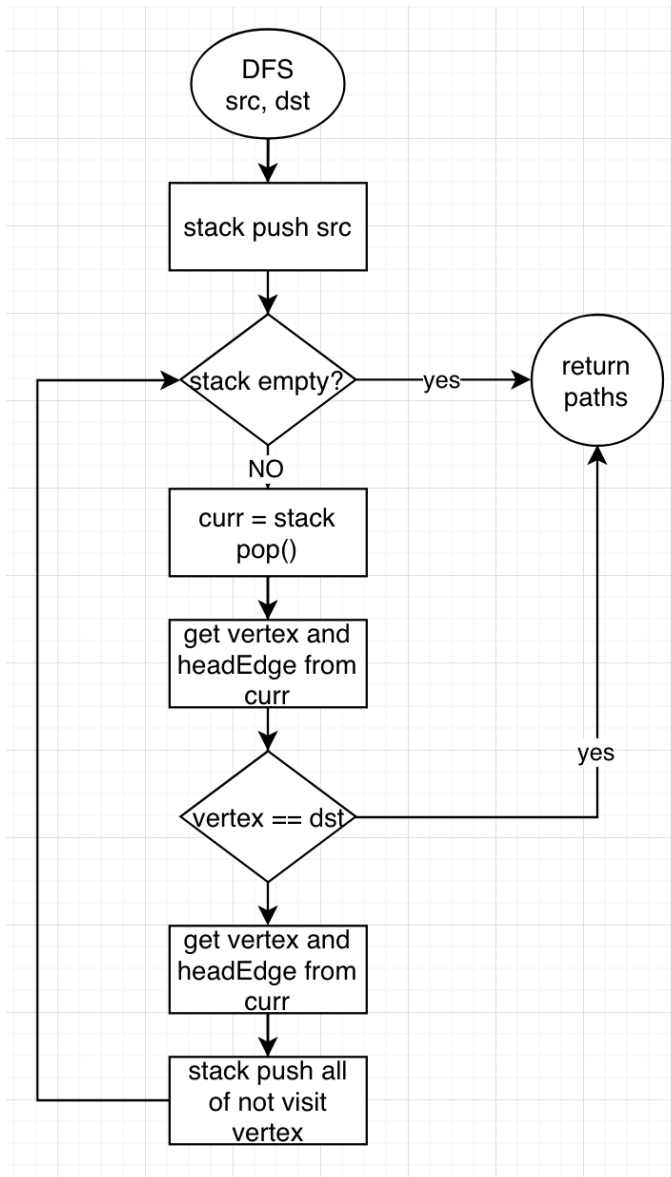 DFS
src, dst
stack push src
stack empty?
yes
return
paths
NO
curr = stack
pop()
get vertex and
headEdge from
curr
yes
vertex == dst
get vertex and
headEdge from
curr
stack push all
of not visit
vertex